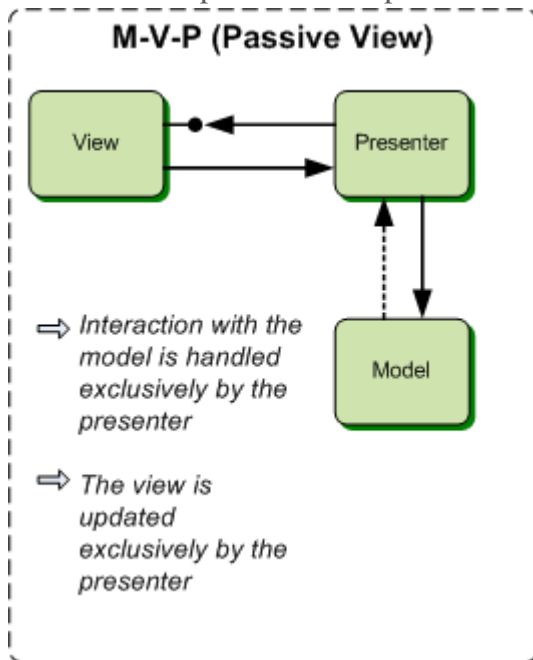 M-V-P (Passive View)
View
Presenter
Model
Interaction with the
model is handled
exclusively by the
presenter
The view is
updated
exclusively by the
presenter